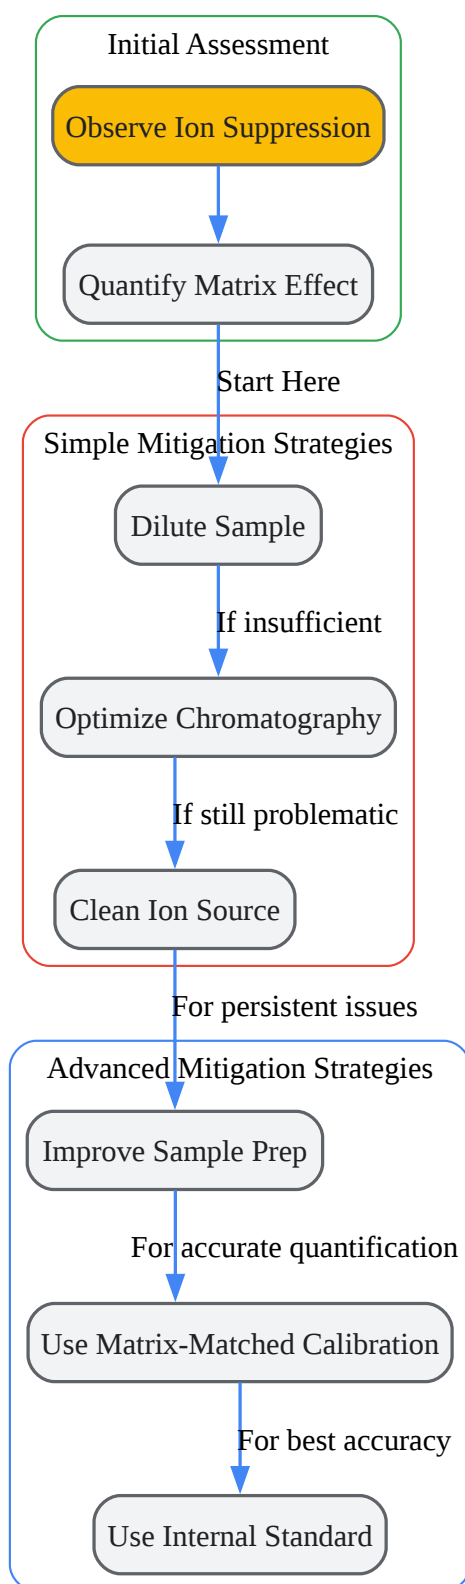 Initial Assessment
Observe Ion Suppression
Quantify Matrix Effect
Start Here
Simple Mitigation Strategies
Dilute Sample
If insufficient
Optimize Chromatography
If still problematic
Clean Ion Source
For persistent issues
Advanced Mitigation Strategies
Improve Sample Prep
For accurate quantification
Use Matrix-Matched Calibration
For best accuracy
Use Internal Standard